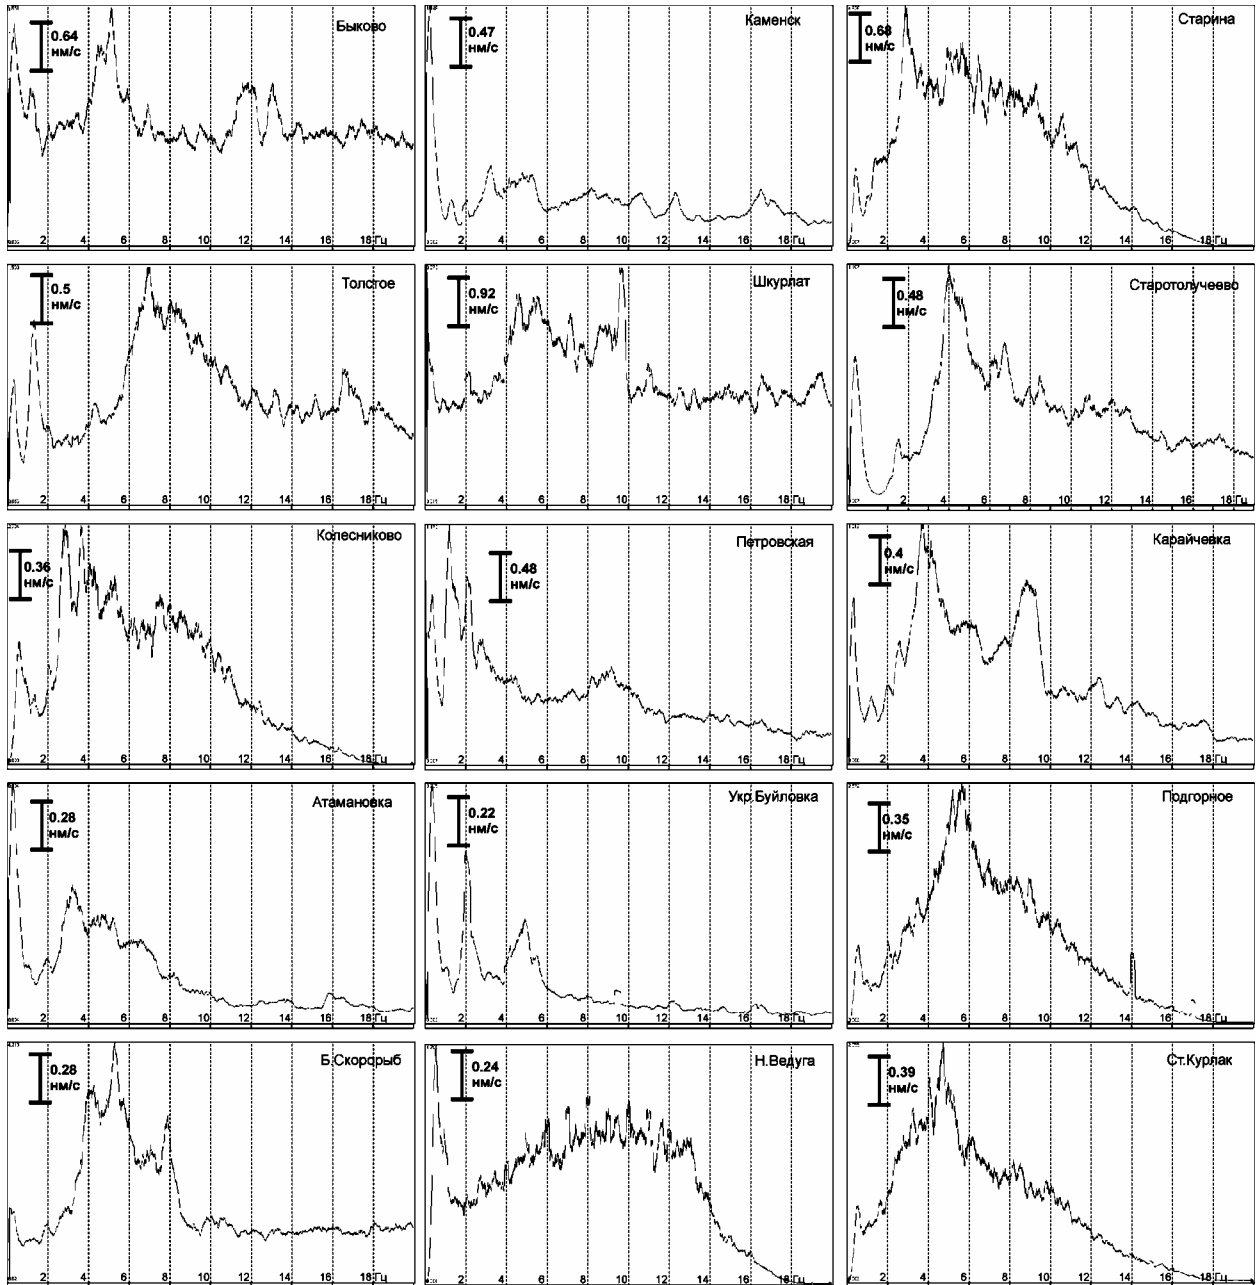 0.64
нм/с
Быково
2 4 6 8 10 12 14 16 18 Гц
0.47
нм/с
Каменск
2 4 6 8 10 12 14 16 18 Гц
0.68
нм/с
Старина
2 4 6 8 10 12 14 16 18 Гц
0.5
нм/с
Толстое
2 4 6 8 10 12 14 16 18 Гц
0.92
нм/с
Шкурлат
2 4 6 8 10 12 14 16 18 Гц
0.48
нм/с
Старотолучеево
2 4 6 8 10 12 14 16 18 Гц
0.36
нм/с
Колесниково
2 4 6 8 10 12 14 16 18 Гц
0.48
нм/с
Петровская
2 4 6 8 10 12 14 16 18 Гц
0.4
нм/с
Карайчевка
2 4 6 8 10 12 14 16 18 Гц
0.28
нм/с
Атамановка
2 4 6 8 10 12 14 16 18 Гц
0.22
нм/с
Укр.Буйловка
2 4 6 8 10 12 14 16 18 Гц
0.35
нм/с
Подгорное
2 4 6 8 10 12 14 16 18 Гц
0.28
нм/с
Б.Скорорыб
2 4 6 8 10 12 14 16 18 Гц
0.24
нм/с
Н.Ведуга
2 4 6 8 10 12 14 16 18 Гц
0.39
нм/с
Ст.Курлак
2 4 6 8 10 12 14 16 18 Гц